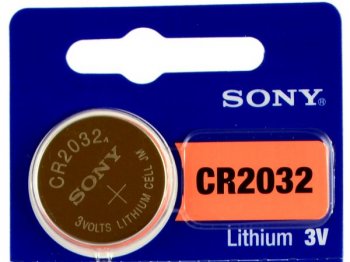 SONY®
CR2032
Lithium 3V
CR2032
SONY
+
3VOLTS LITHIUM CELL